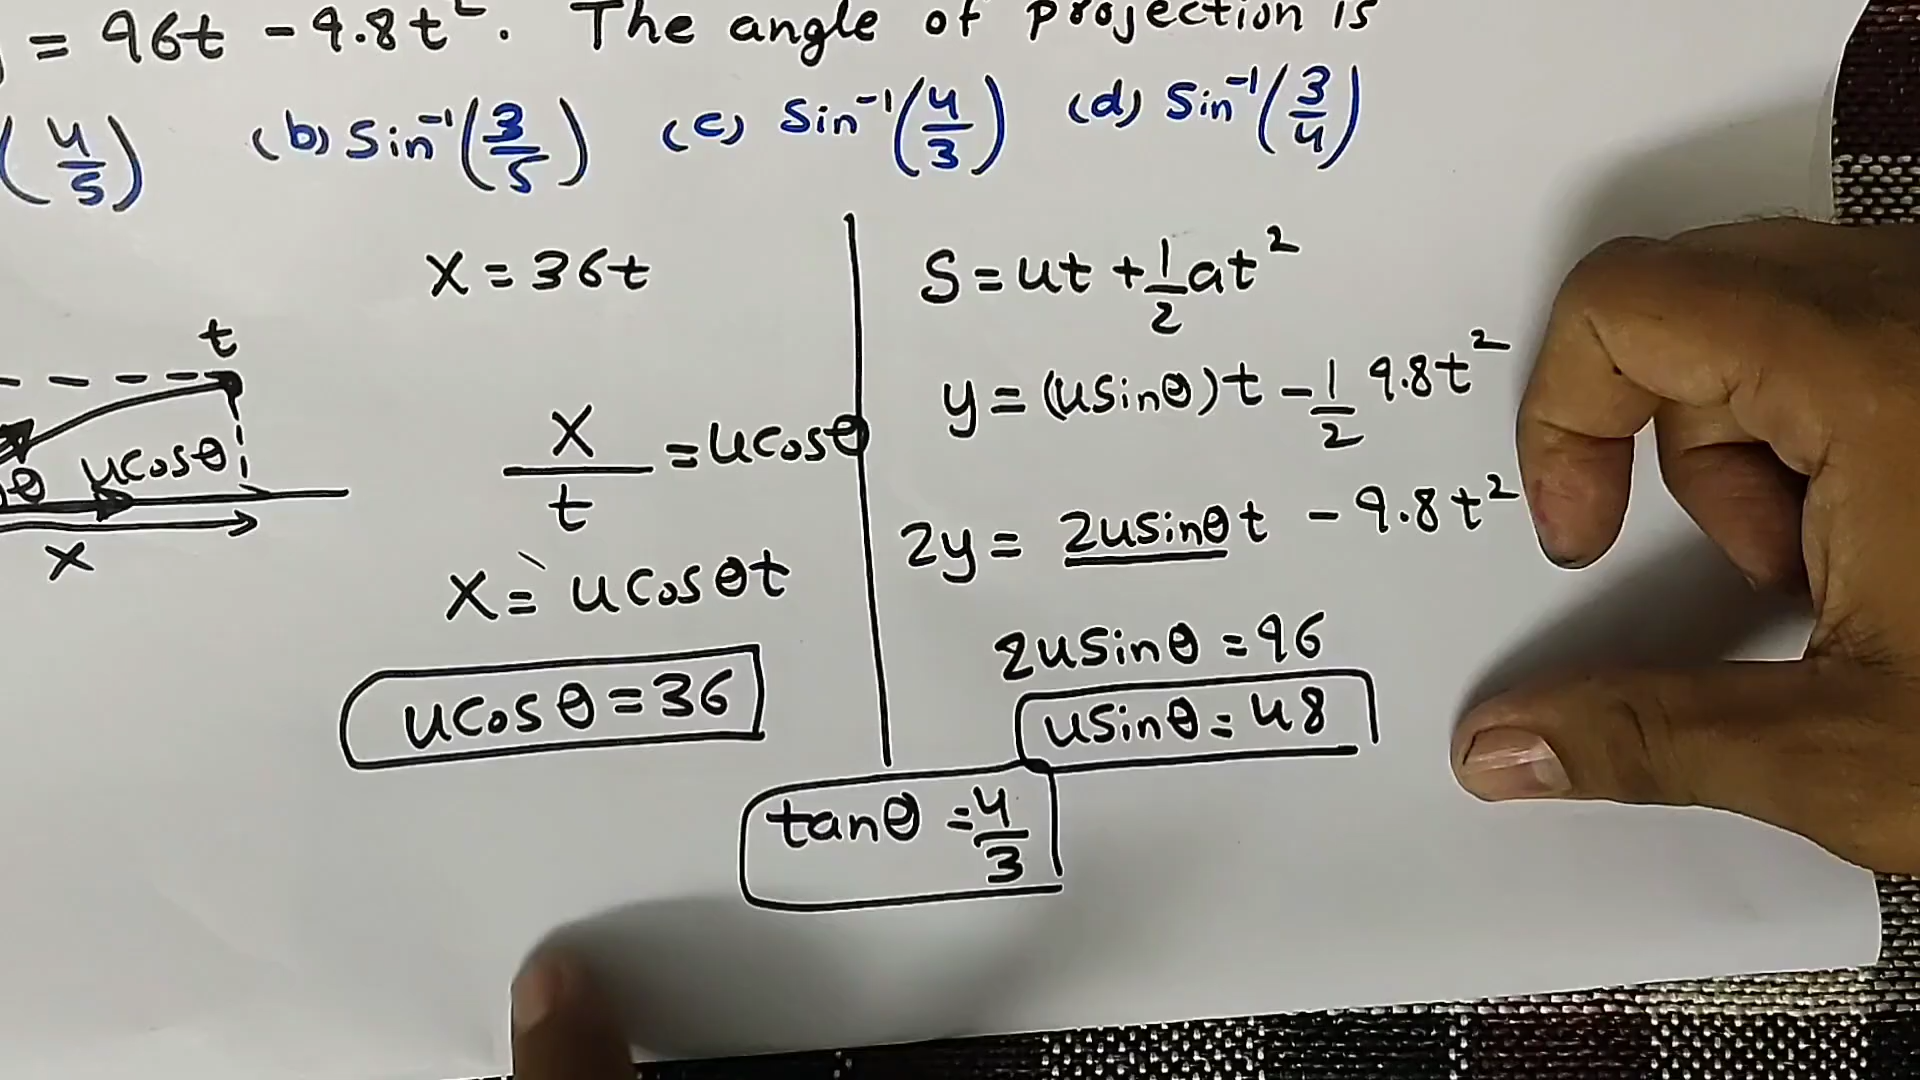 = 96t - 9.8t². The angle of projection is
(4/5) (b) Sin⁻¹(3/5) (c) Sin⁻¹(4/3) (d) Sin⁻¹(3/4)
t
θ ucosθ
x
x = 36t
x/t = ucosθ
x = ucosθt
ucosθ = 36
S = ut + 1/2 at²
y = (usinθ)t - 1/2 9.8t²
2y = 2usinθt - 9.8t²
2usinθ = 96
usinθ = 48
tanθ = 4/3